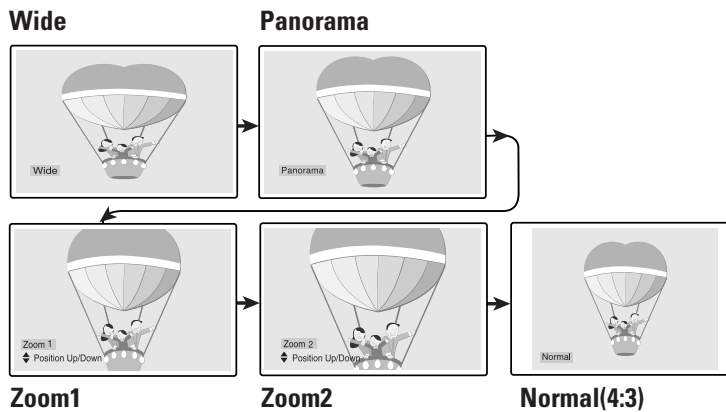 Wide
Panorama
Wide
Panorama
Zoom 1
Position Up/Down
Zoom 2
Position Up/Down
Normal
Zoom1
Zoom2
Normal(4:3)